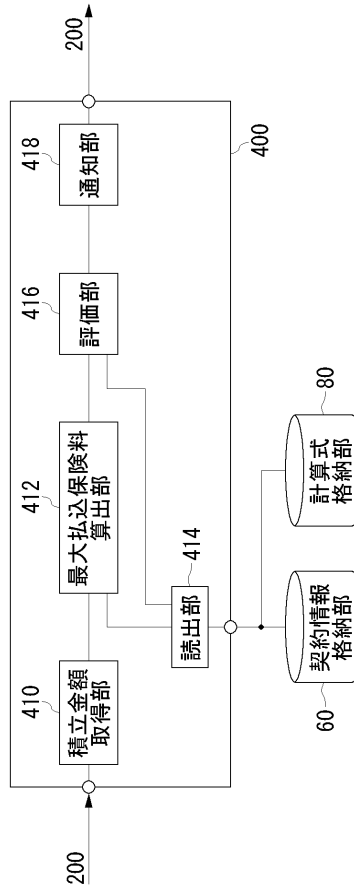 200
410
積立金額
取得部
412
最大払込保険料
算出部
414
読出部
416
評価部
418
通知部
200
400
60
契約情報
格納部
80
計算式
格納部